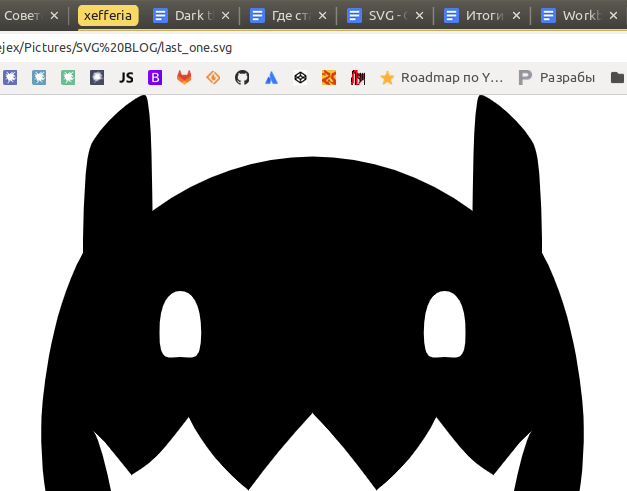 Совет
xefferia
Dark t
Где ст
SVG - 
Итоги
Workb
ejex/Pictures/SVG%20BLOG/last_one.svg
JS
B
Roadmap по Y…
P
Разрабы